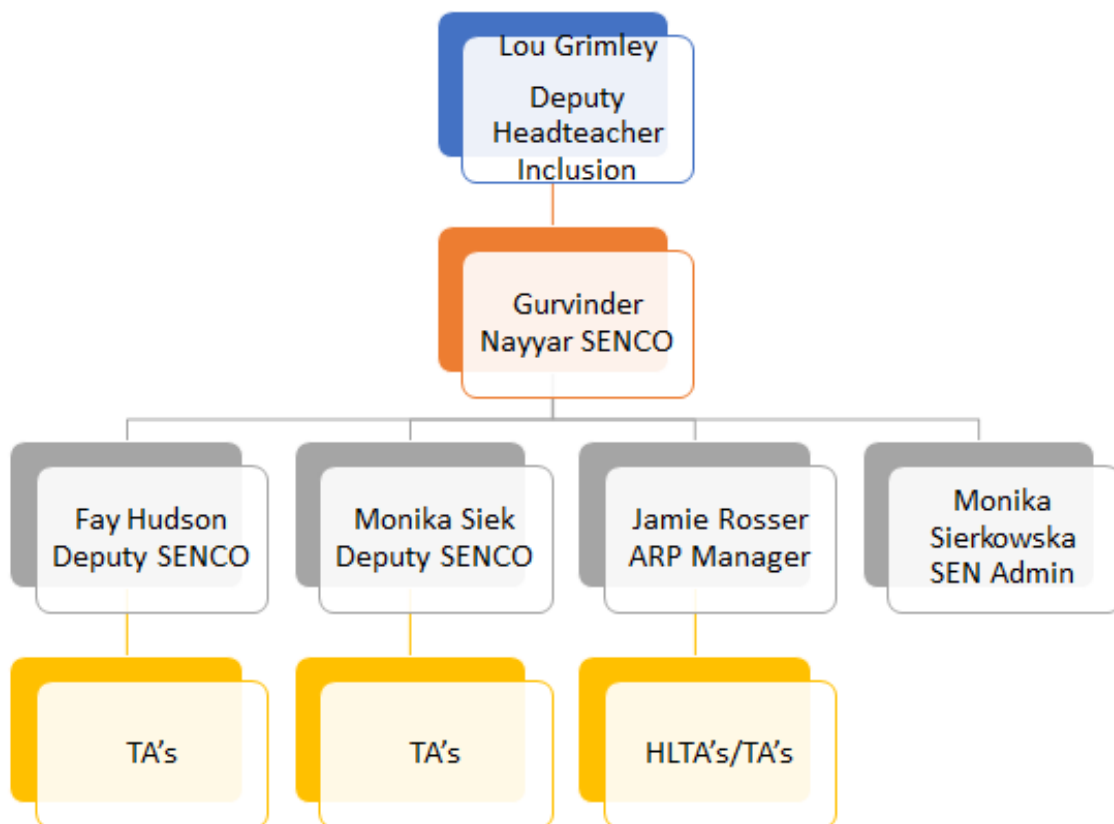 Lou Grimley
Deputy
Headteacher
Inclusion
Gurvinder
Nayyar SENCO
Fay Hudson
Deputy SENCO
Monika Siek
Deputy SENCO
Jamie Rosser
ARP Manager
Monika
Sierkowska
SEN Admin
TA’s
TA’s
HLTA’s/TA’s